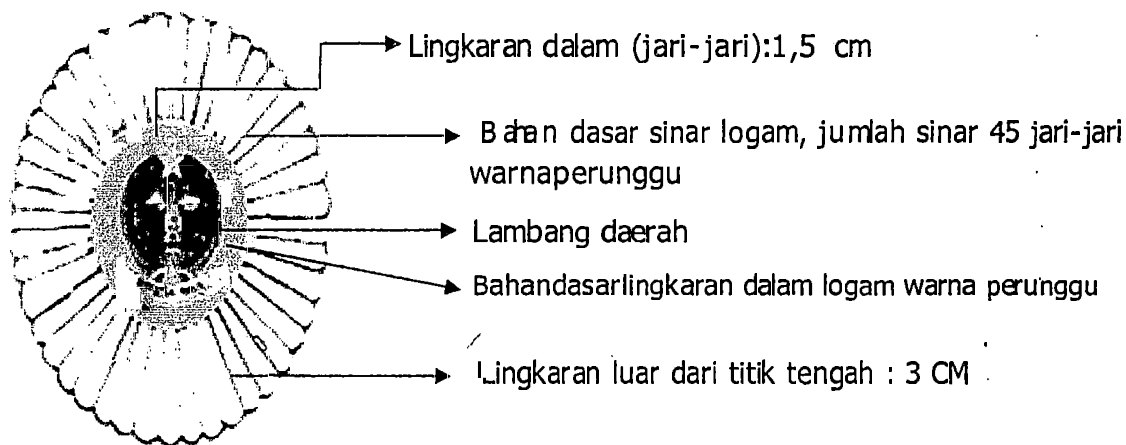 Lingkaran dalam (jari-jari):1,5 cm
Bahan dasar sinar logam, jumlah sinar 45 jari-jari
warnaperunggu
Lambang daerah
Bahandasarlingkaran dalam logam warna perunggu
Lingkaran luar dari titik tengah : 3 CM